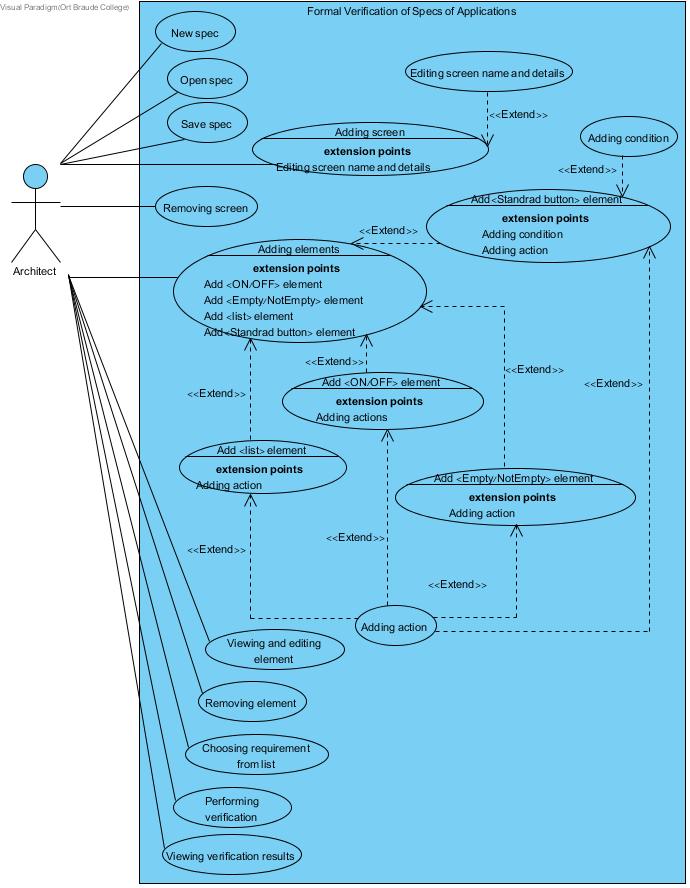 Visual Paradigm(Ort Braude College)
Formal Verification of Specs of Applications
New spec
Open spec
Save spec
Editing screen name and details
<<Extend>>
Adding screen
extension points
Editing screen name and details
Adding condition
<<Extend>>
Architect
Removing screen
Add<Standrad button> element
extension points
Adding condition
Adding action
<<Extend>>
Adding elements
extension points
Add <ON/OFF> element
Add <Empty/NotEmpty> element
Add <list> element
Add<Standrad button> element
<<Extend>>
<<Extend>>
<<Extend>>
<<Extend>>
Add <ON/OFF> element
extension points
Adding actions
Add <list> element
extension points
Adding action
Add <Empty/NotEmpty> element
extension points
Adding action
<<Extend>>
<<Extend>>
<<Extend>>
Adding action
Viewing and editing
element
Removing element
Choosing requirement
from list
Performing
verification
Viewing verification results